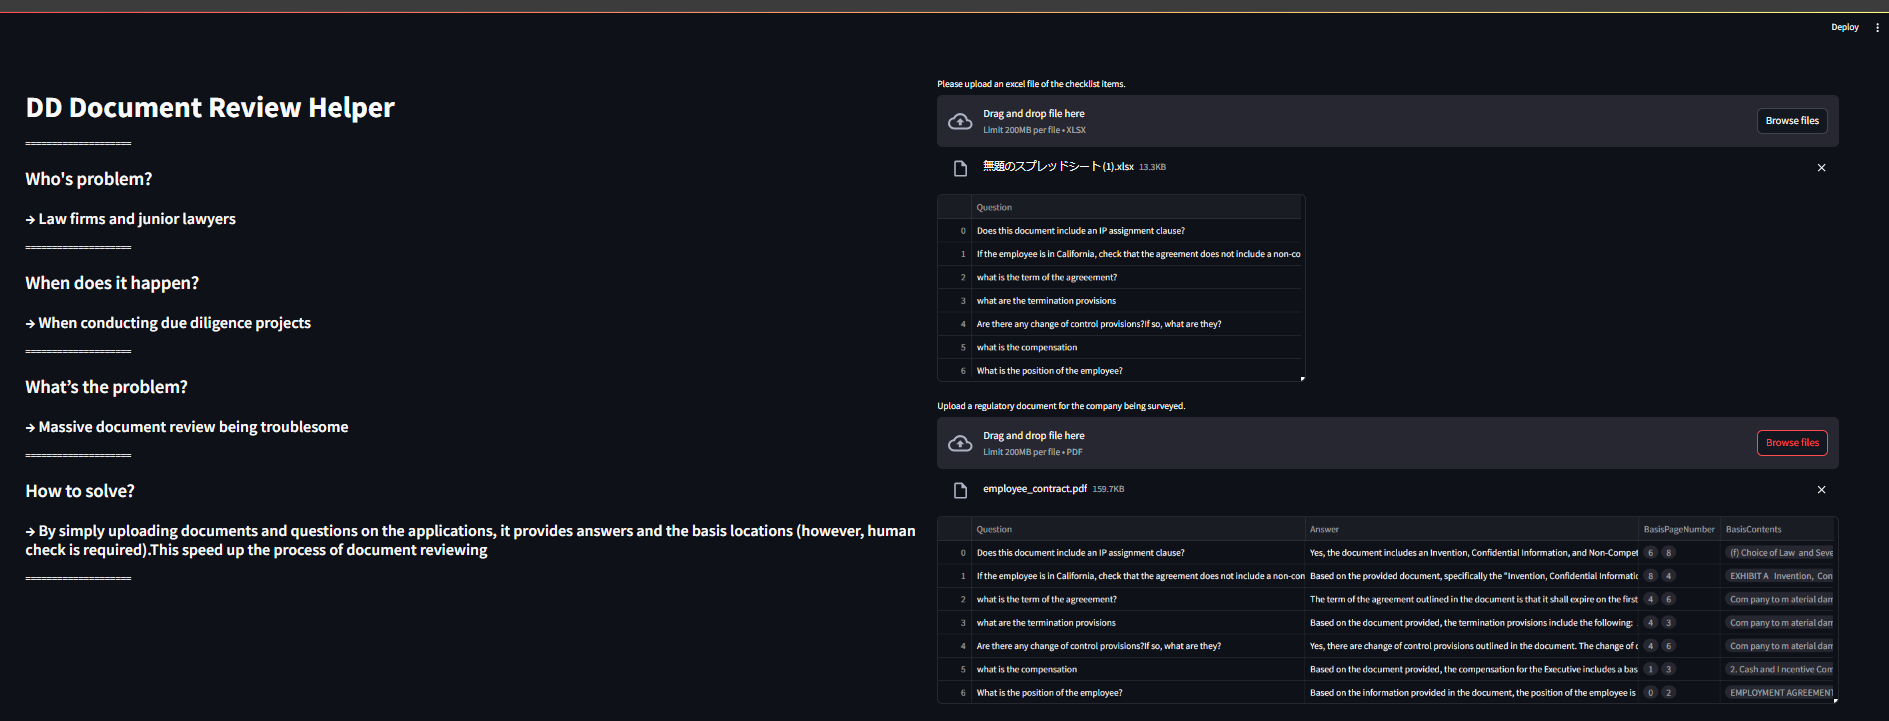 Deploy
DD Document Review Helper
====================
Who's problem?
→ Law firms and junior lawyers
====================
When does it happen?
→ When conducting due diligence projects
====================
What’s the problem?
→ Massive document review being troublesome
====================
How to solve?
→ By simply uploading documents and questions on the applications, it provides answers and the basis locations (however, human
check is required).This speed up the process of document reviewing
====================
Please upload an excel file of the checklist items.
Drag and drop file here
Limit 200MB per file • XLSX
Browse files
無題のスプレッドシート (1).xlsx 13.3KB
Question
0 Does this document include an IP assignment clause?
1 If the employee is in California, check that the agreement does not include a non-co
2 what is the term of the agreeement?
3 what are the termination provisions
4 Are there any change of control provisions?If so, what are they?
5 what is the compensation
6 What is the position of the employee?
Upload a regulatory document for the company being surveyed.
Drag and drop file here
Limit 200MB per file • PDF
Browse files
employee_contract.pdf 159.7KB
Question Answer BasisPageNumber BasisContents
0 Does this document include an IP assignment clause? Yes, the document includes an Invention, Confidential Information, and Non-Compet 6 8 (f) Choice of Law and Seve
1 If the employee is in California, check that the agreement does not include a non-con Based on the provided document, specifically the "Invention, Confidential Informatic 8 4 EXHIBIT A Invention, Con
2 what is the term of the agreeement? The term of the agreement outlined in the document is that it shall expire on the first 4 6 Com pany to m aterial dam
3 what are the termination provisions Based on the document provided, the termination provisions include the following: 4 3 Com pany to m aterial dam
4 Are there any change of control provisions?If so, what are they? Yes, there are change of control provisions outlined in the document. The change of c 4 6 Com pany to m aterial dam
5 what is the compensation Based on the document provided, the compensation for the Executive includes a bas 1 3 2. Cash and I ncentive Com
6 What is the position of the employee? Based on the information provided in the document, the position of the employee is 0 2 EMPLOYMENT AGREEMENT